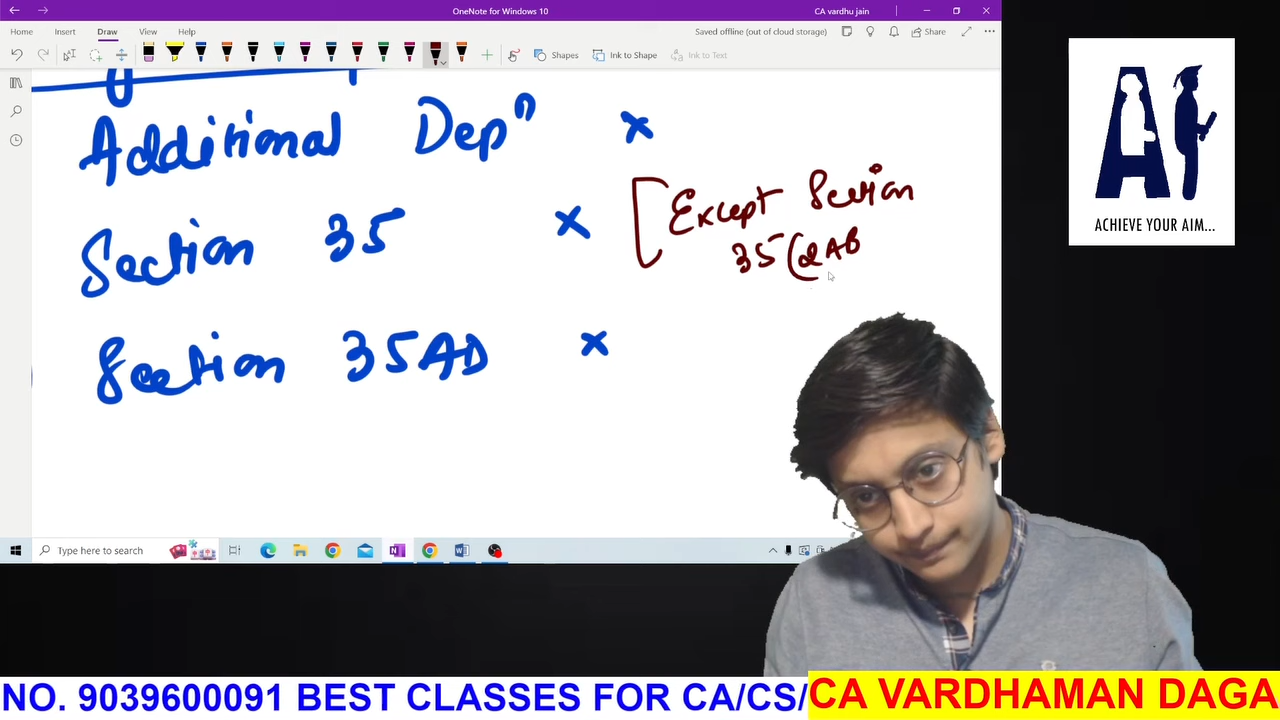 OneNote for Windows 10
CA vardhu jain
Home Insert Draw View Help
Saved offline (out of cloud storage)
Share
Shapes
Ink to Shape
Ink to Text
Additional Depⁿ ×
Section 35 × [Except Section
35(2AB
Section 35AD ×
ACHIEVE YOUR AIM...
Type here to search
NO. 9039600091 BEST CLASSES FOR CA/CS/ CA VARDHAMAN DAGA